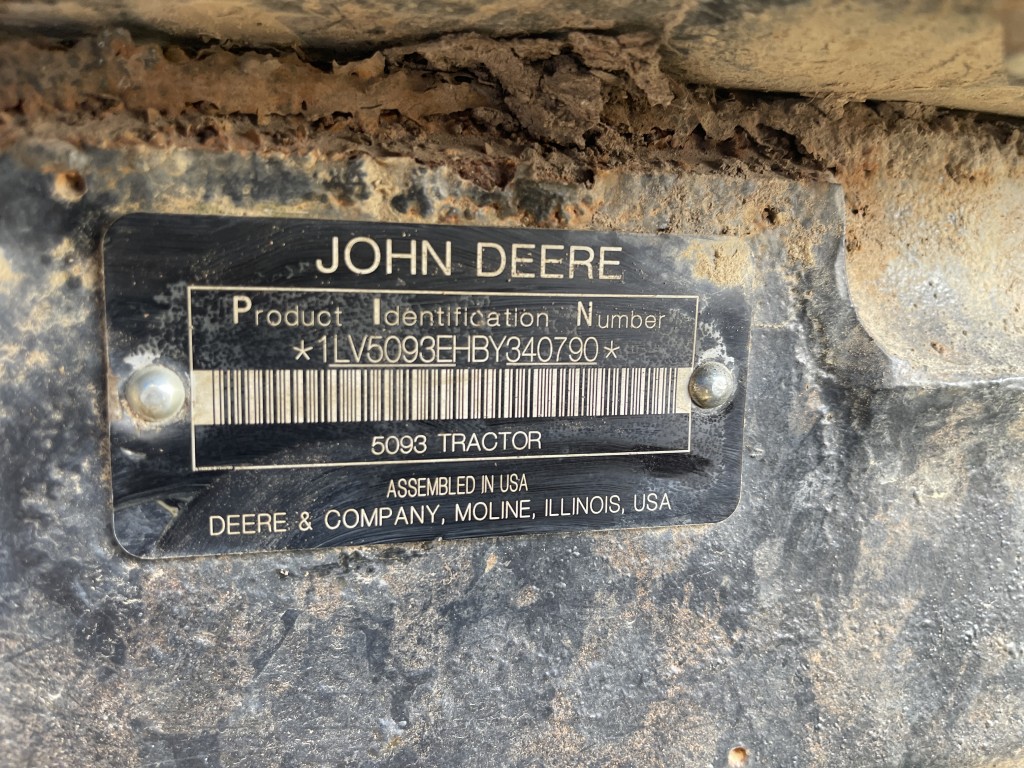 JOHN DEERE
Product Identification Number
*1LV5093EHBY340790*
5093 TRACTOR
ASSEMBLED IN USA
DEERE & COMPANY, MOLINE, ILLINOIS, USA